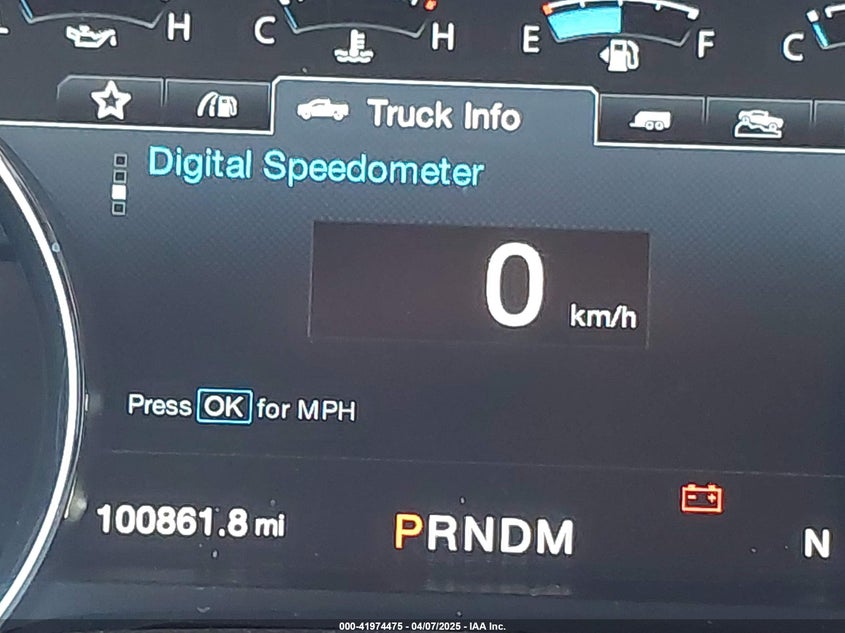 H C H E F C
Truck Info
Digital Speedometer
0 km/h
Press OK for MPH
100861.8 mi PRNDM N
000-41974475 - 04/07/2025 - IAA Inc.